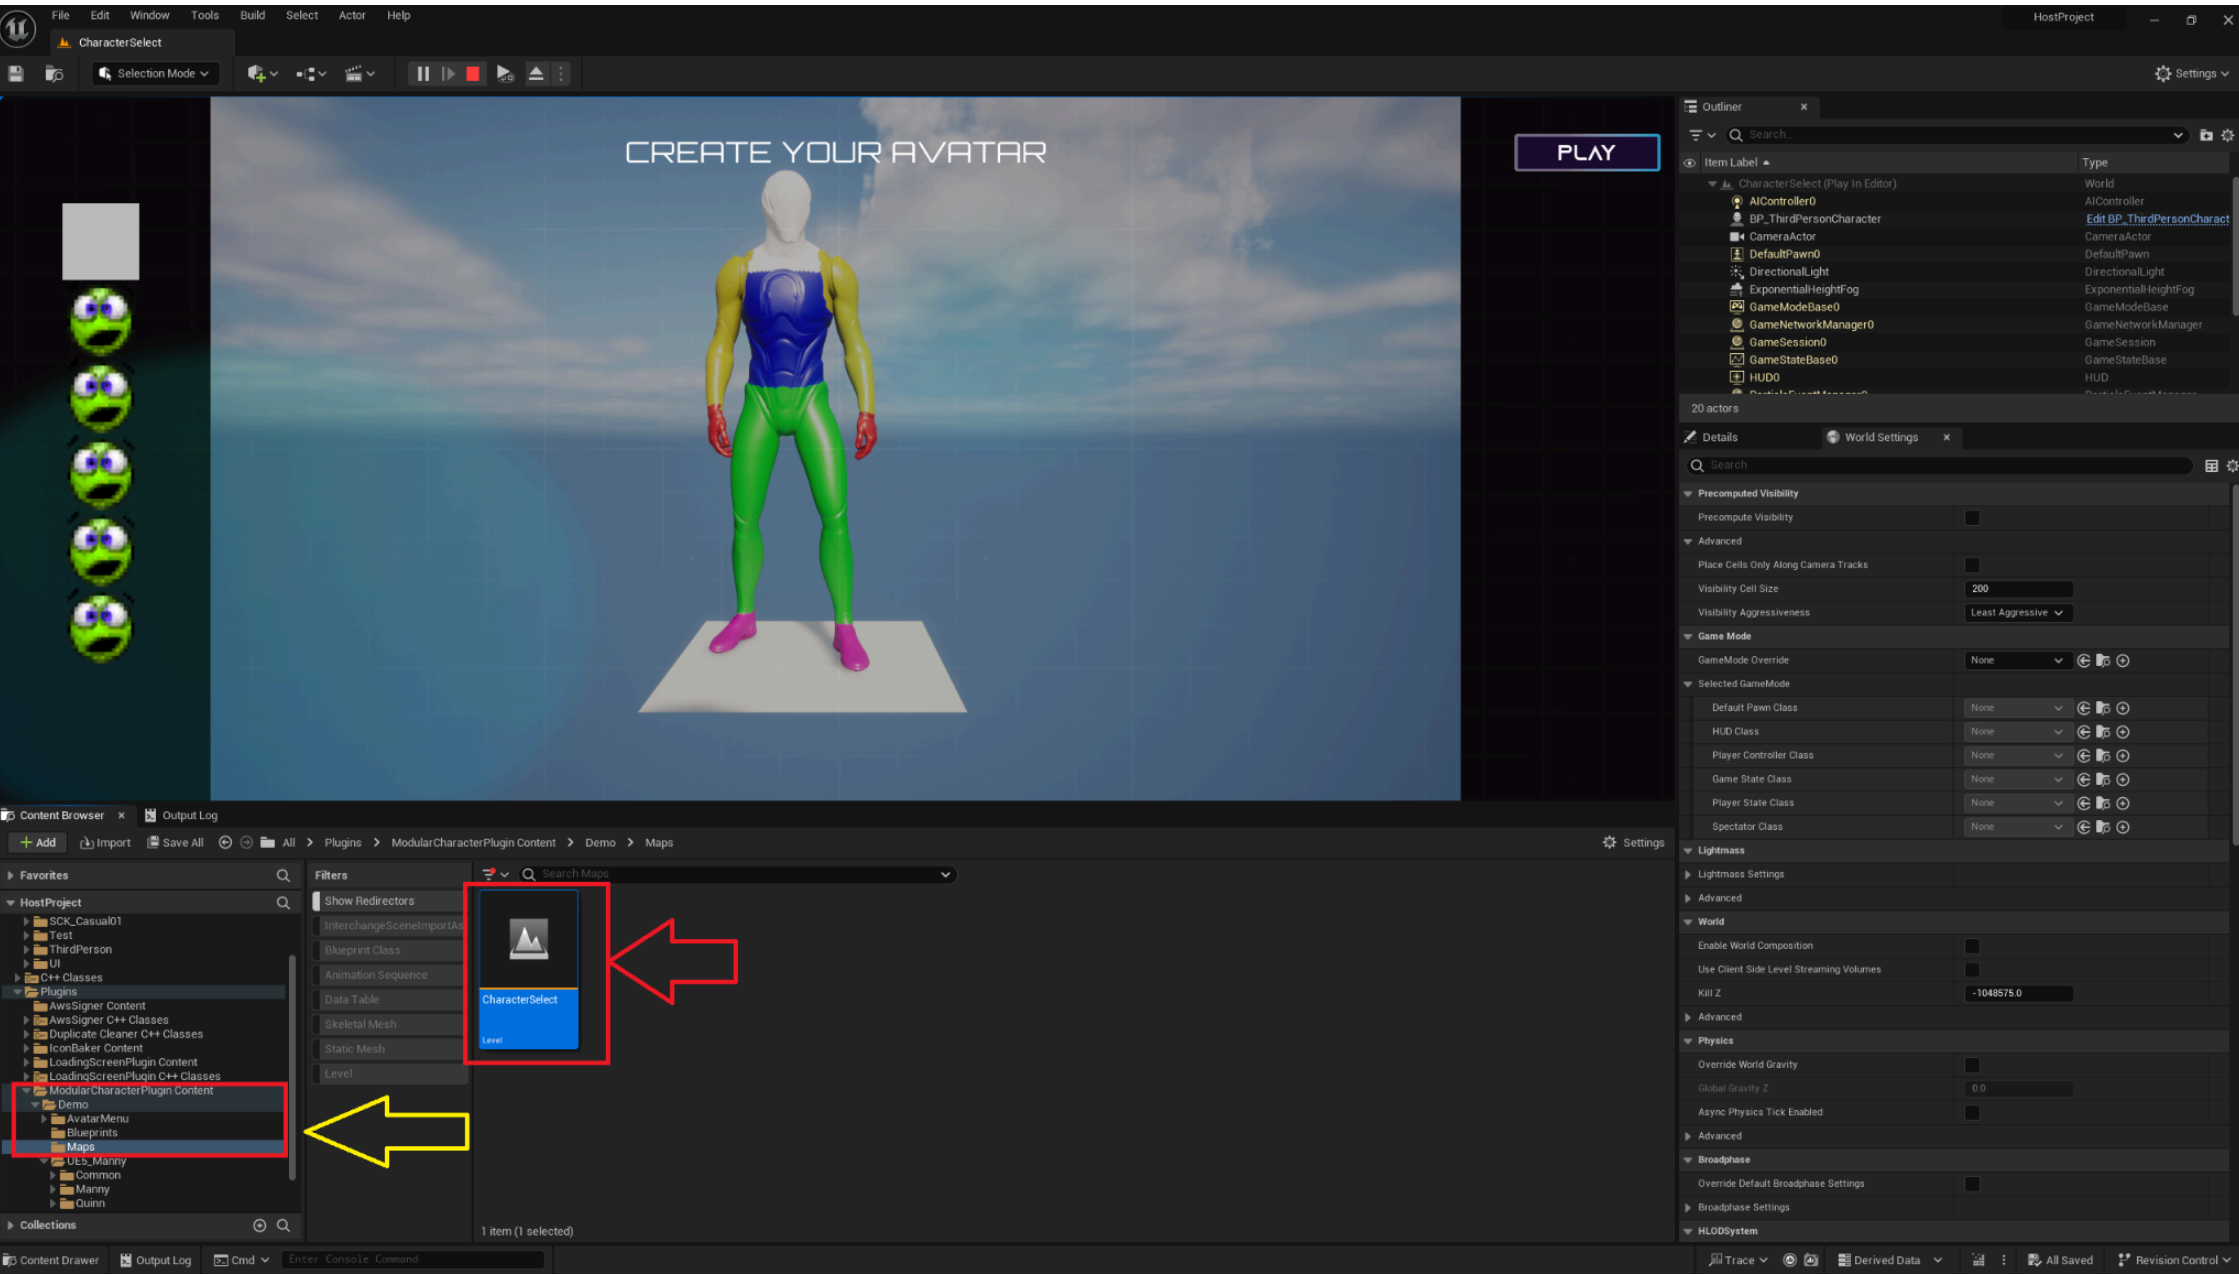 File Edit Window Tools Build Select Actor Help
HostProject
CharacterSelect
Selection Mode
Settings
CREATE YOUR AVATAR
PLAY
Outliner
Search...
Item Label
Type
CharacterSelect (Play In Editor) World
AIController0 AIController
BP_ThirdPersonCharacter Edit BP_ThirdPersonCharact
CameraActor CameraActor
DefaultPawn0 DefaultPawn
DirectionalLight DirectionalLight
ExponentialHeightFog ExponentialHeightFog
GameModeBase0 GameModeBase
GameNetworkManager0 GameNetworkManager
GameSession0 GameSession
GameStateBase0 GameStateBase
HUD0 HUD
20 actors
Details
World Settings
Search
Precomputed Visibility
Precompute Visibility
Advanced
Place Cells Only Along Camera Tracks
Visibility Cell Size 200
Visibility Aggressiveness Least Aggressive
Game Mode
GameMode Override None
Selected GameMode
Default Pawn Class None
HUD Class None
Player Controller Class None
Game State Class None
Player State Class None
Spectator Class None
Lightmass
Lightmass Settings
Advanced
World
Enable World Composition
Use Client Side Level Streaming Volumes
Kill Z -1048575.0
Advanced
Physics
Override World Gravity
Global Gravity Z 0.0
Async Physics Tick Enabled
Advanced
Broadphase
Override Default Broadphase Settings
Broadphase Settings
HLODSystem
Content Browser
Output Log
Add Import Save All All > Plugins > ModularCharacterPlugin Content > Demo > Maps
Settings
Favorites
HostProject
SCK_Casual01
Test
ThirdPerson
UI
C++ Classes
Plugins
AwsSigner Content
AwsSigner C++ Classes
Duplicate Cleaner C++ Classes
IconBaker Content
LoadingScreenPlugin Content
LoadingScreenPlugin C++ Classes
ModularCharacterPlugin Content
Demo
AvatarMenu
Blueprints
Maps
UE5_Manny
Common
Manny
Quinn
Collections
Filters
Show Redirectors
InterchangeSceneImportAs
Blueprint Class
Animation Sequence
Data Table
Skeletal Mesh
Static Mesh
Level
Search Maps
CharacterSelect
Level
1 item (1 selected)
Content Drawer
Output Log
Cmd
Enter Console Command
Trace
Derived Data
All Saved
Revision Control